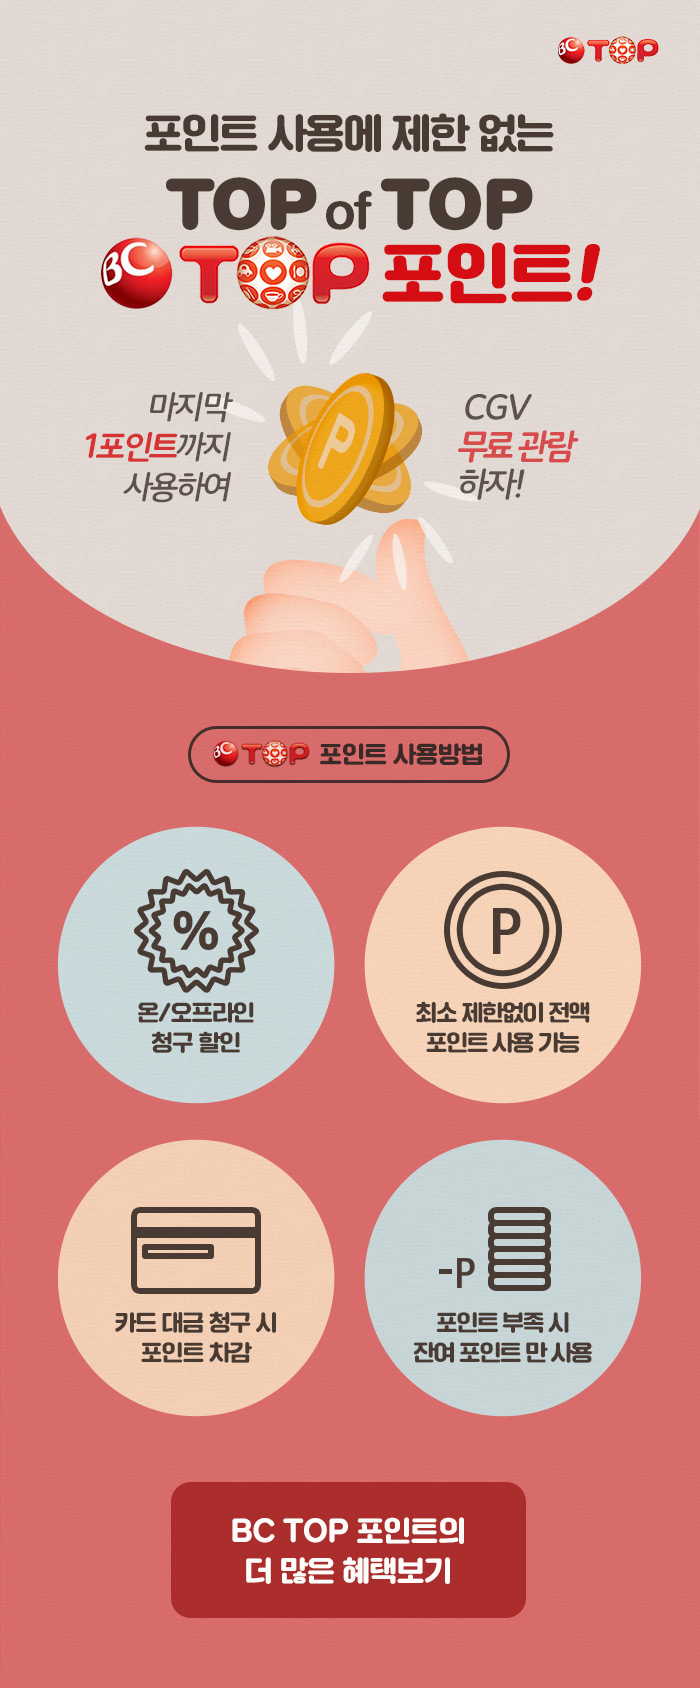 BC TOP
포인트 사용에 제한 없는
TOP of TOP
BC TOP 포인트!
마지막
1포인트까지
사용하여
P
CGV
무료 관람
하자!
BC TOP 포인트 사용방법
%
온/오프라인
청구 할인
P
최소 제한없이 전액
포인트 사용 가능
카드 대금 청구 시
포인트 차감
-P
포인트 부족 시
잔여 포인트 만 사용
BC TOP 포인트의
더 많은 혜택보기